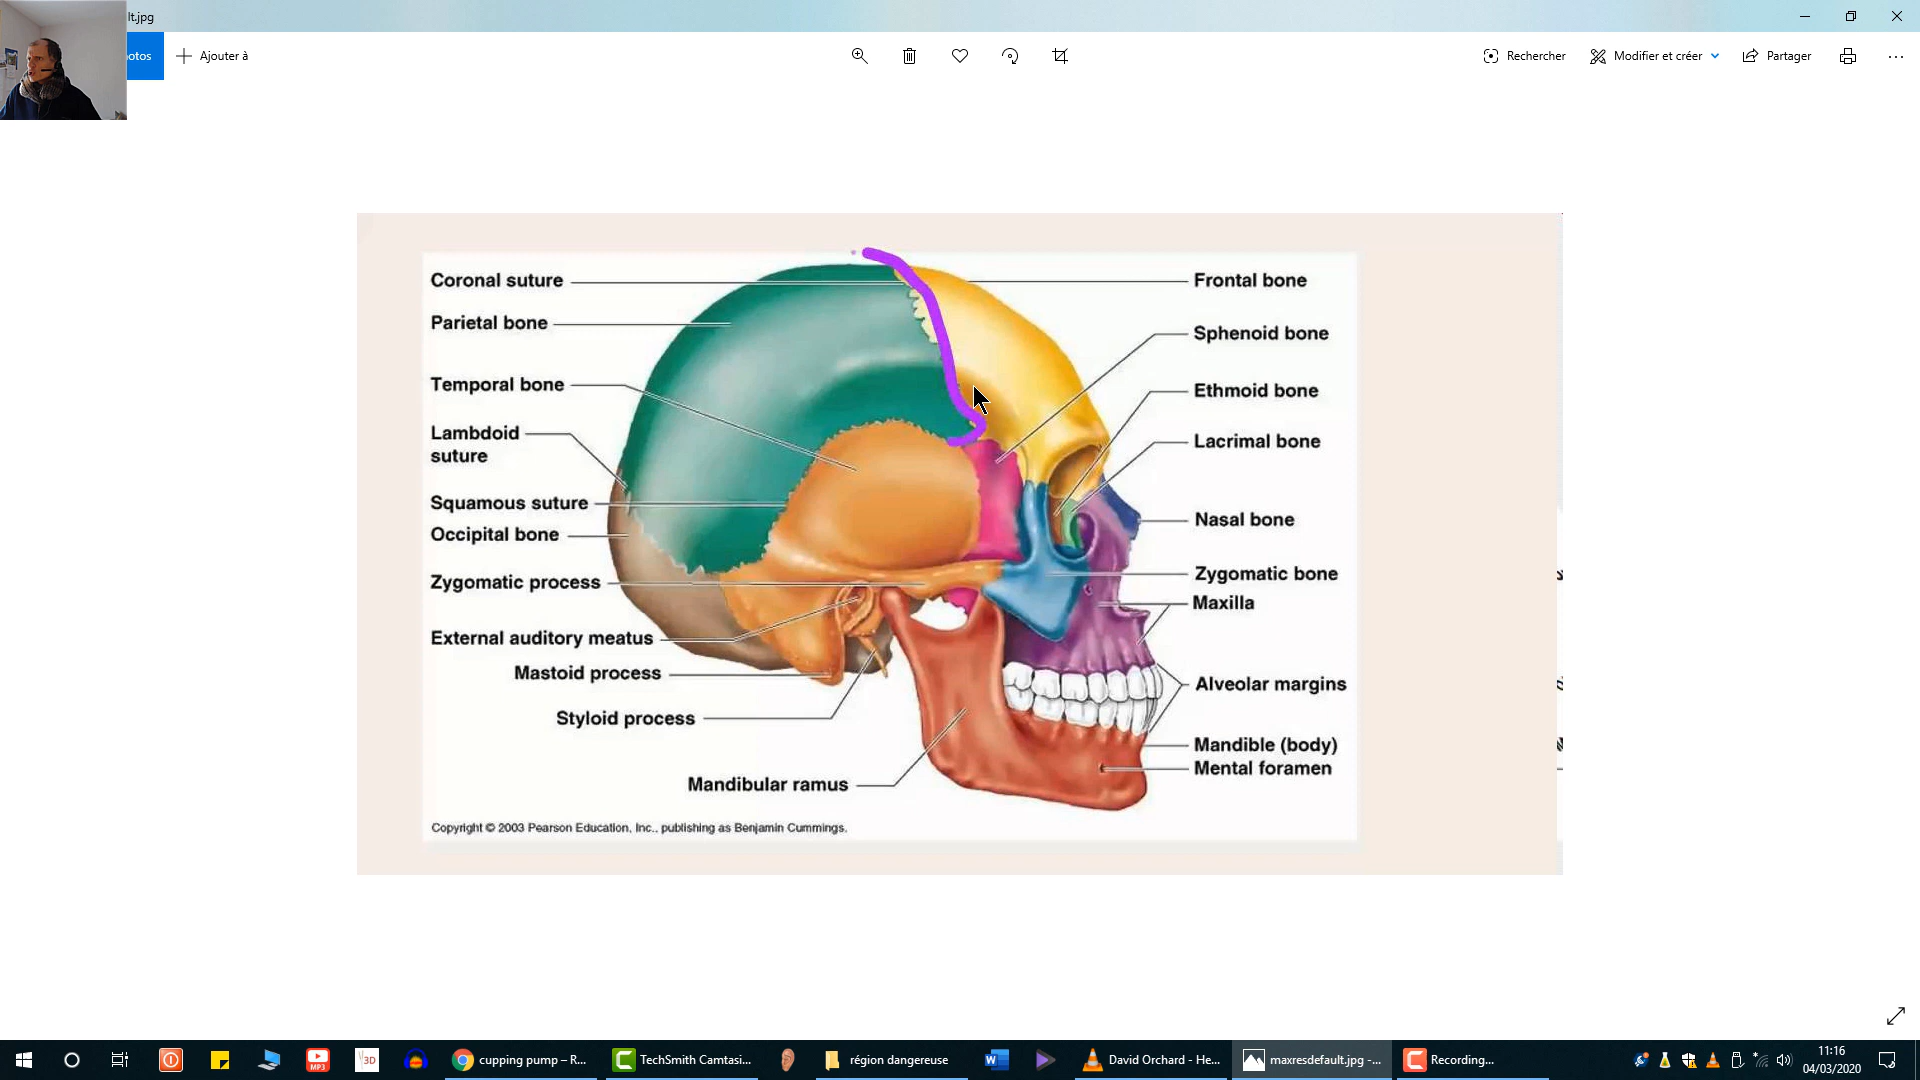 lt.jpg
otos
Ajouter à
Rechercher
Modifier et créer
Partager
Coronal suture
Parietal bone
Temporal bone
Lambdoid
suture
Squamous suture
Occipital bone
Zygomatic process
External auditory meatus
Mastoid process
Styloid process
Mandibular ramus
Frontal bone
Sphenoid bone
Ethmoid bone
Lacrimal bone
Nasal bone
Zygomatic bone
Maxilla
Alveolar margins
Mandible (body)
Mental foramen
Copyright © 2003 Pearson Education, Inc., publishing as Benjamin Cummings.
MP3
3D
cupping pump – R...
TechSmith Camtasi...
région dangereuse
David Orchard - He...
maxresdefault.jpg -...
Recording...
11:16
04/03/2020